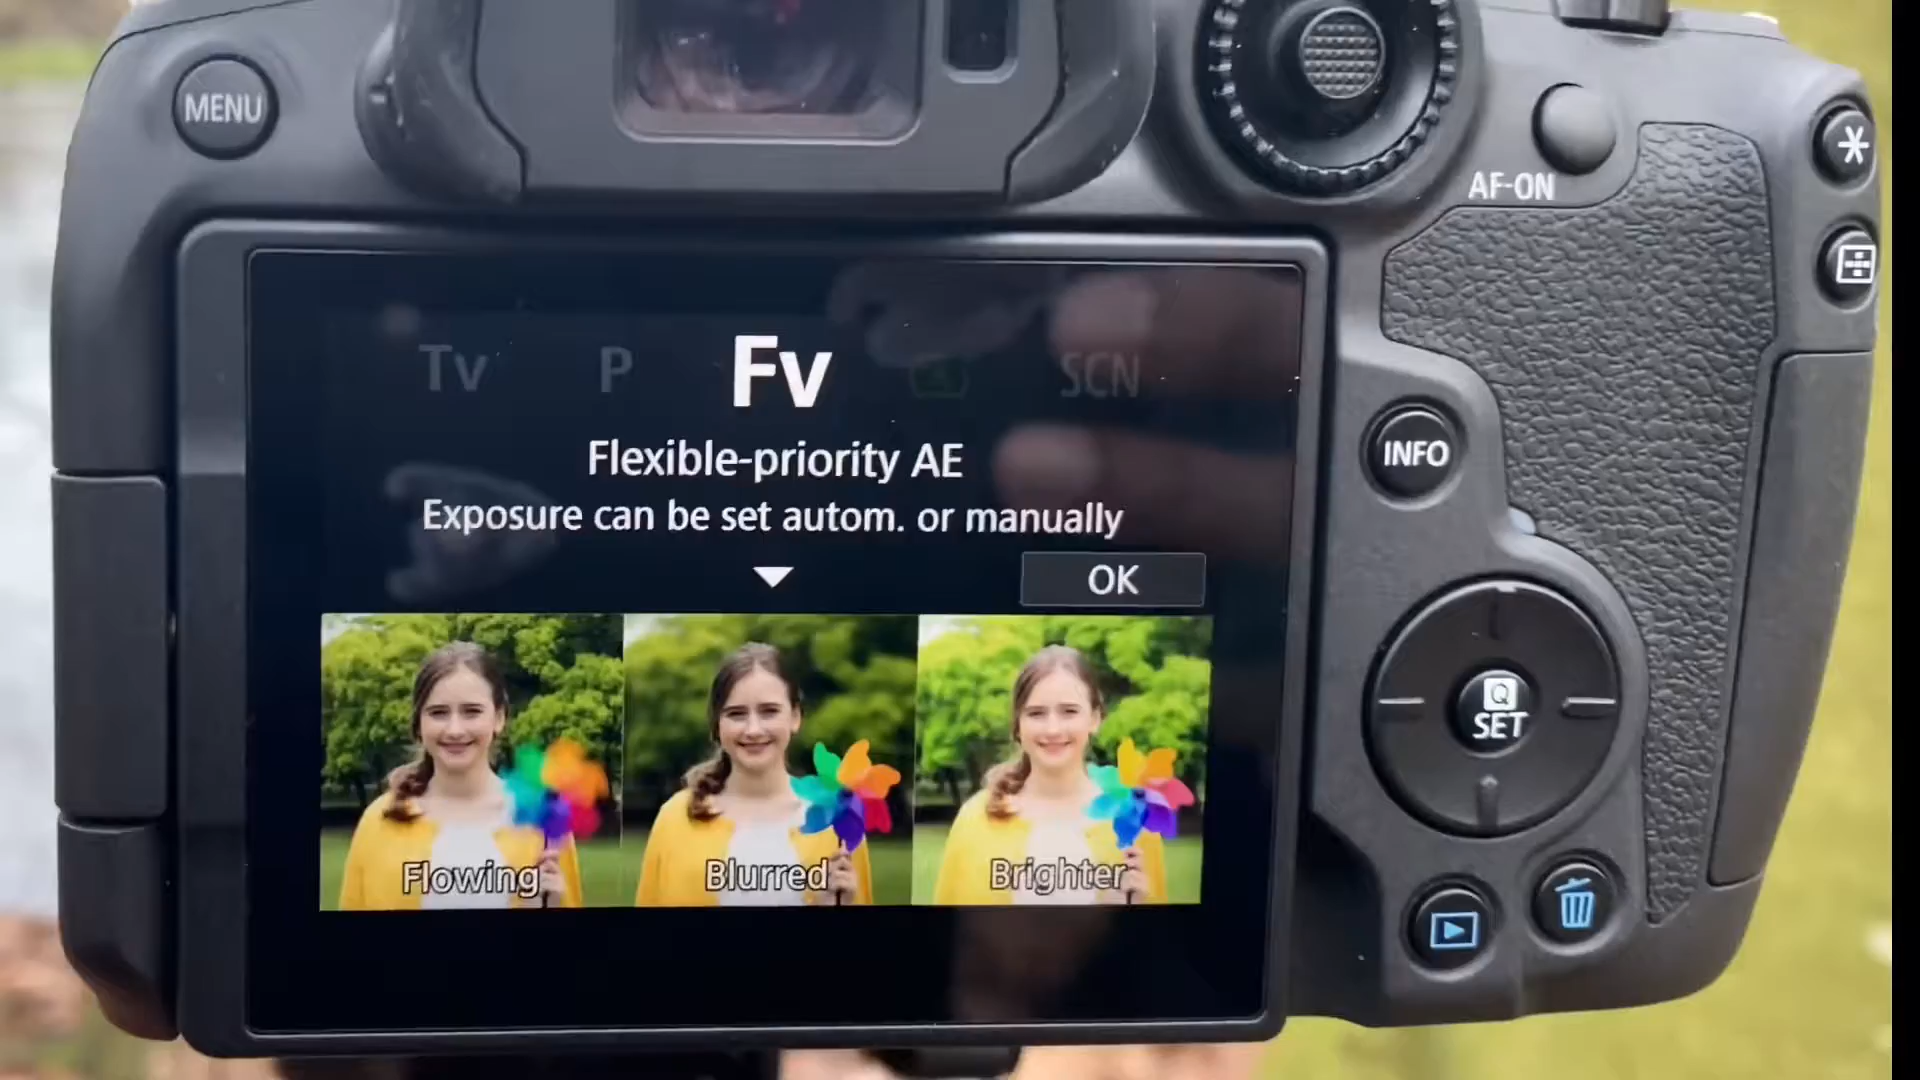 MENU
AF-ON
Tv P Fv A SCN
Flexible-priority AE
Exposure can be set autom. or manually
OK
INFO
Q
SET
Flowing Blurred Brighter